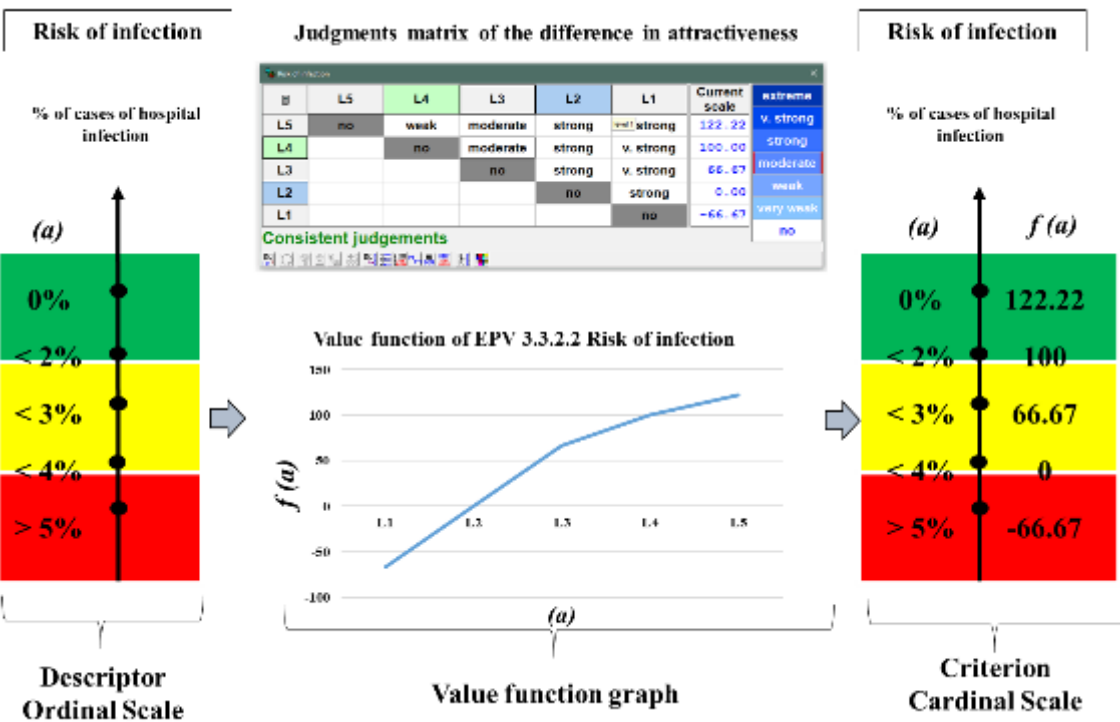 Risk of infection
% of cases of hospital
infection
(a)
0%
< 2%
< 3%
< 4%
> 5%
Descriptor
Ordinal Scale
Judgments matrix of the difference in attractiveness
Risk of infection
L5 L4 L3 L2 L1 Current
scale
L5 no weak moderate strong strong 122.22
L4 no moderate strong v. strong 100.00
L3 no strong v. strong 66.67
L2 no strong 0.00
L1 no -66.67
extreme
v. strong
strong
moderate
weak
very weak
no
Consistent judgements
Value function of EPV 3.3.2.2 Risk of infection
150
100
50
0
-50
-100
f (a)
L1 L2 L3 L4 L5
(a)
Value function graph
Risk of infection
% of cases of hospital
infection
(a) f (a)
0% 122.22
< 2% 100
< 3% 66.67
< 4% 0
> 5% -66.67
Criterion
Cardinal Scale